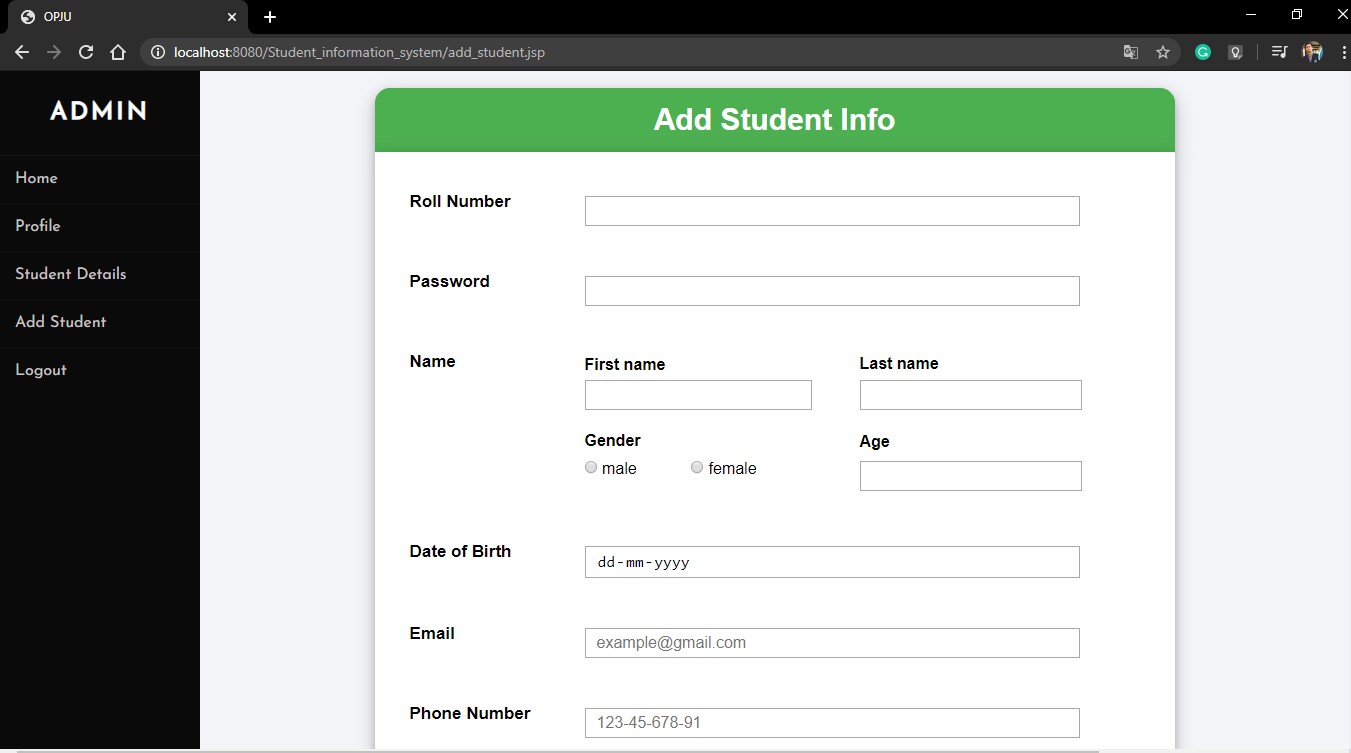 OPJU
localhost:8080/Student_information_system/add_student.jsp
ADMIN
Home
Profile
Student Details
Add Student
Logout
Add Student Info
Roll Number
Password
Name
First name
Last name
Gender
Age
male
female
Date of Birth
dd-mm-yyyy
Email
example@gmail.com
Phone Number
123-45-678-91